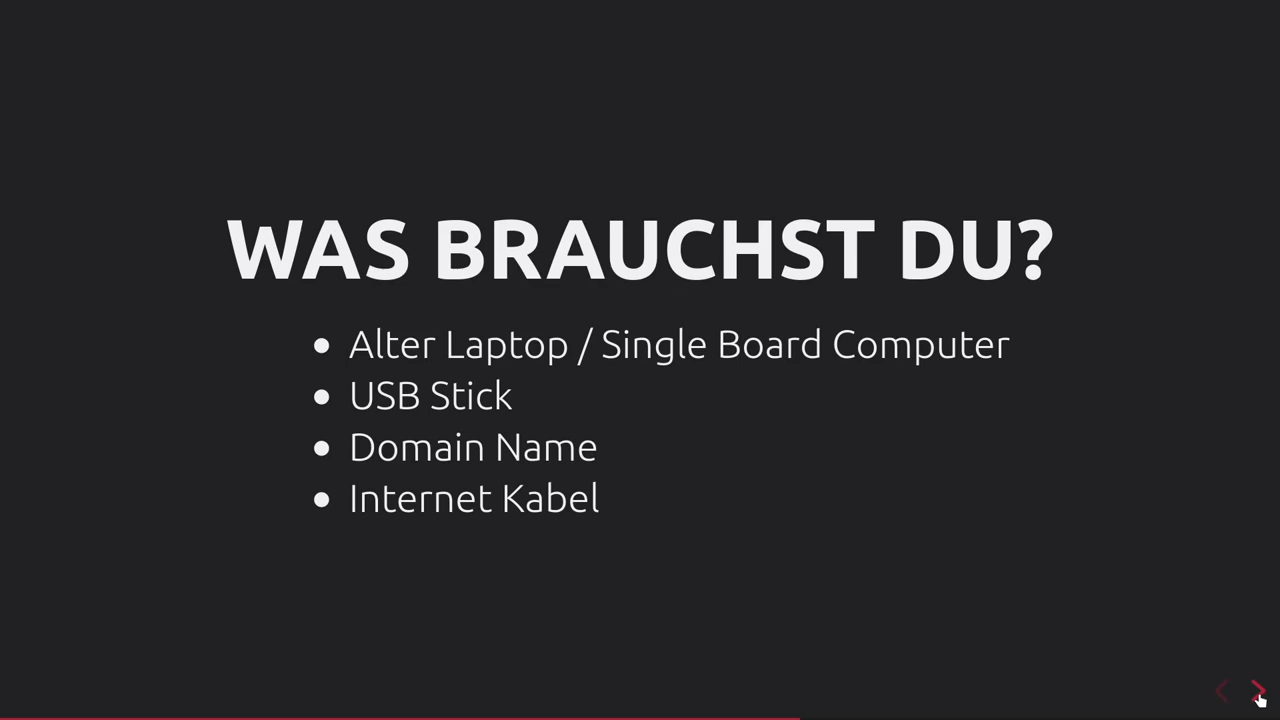 WAS BRAUCHST DU?
Alter Laptop / Single Board Computer
USB Stick
Domain Name
Internet Kabel